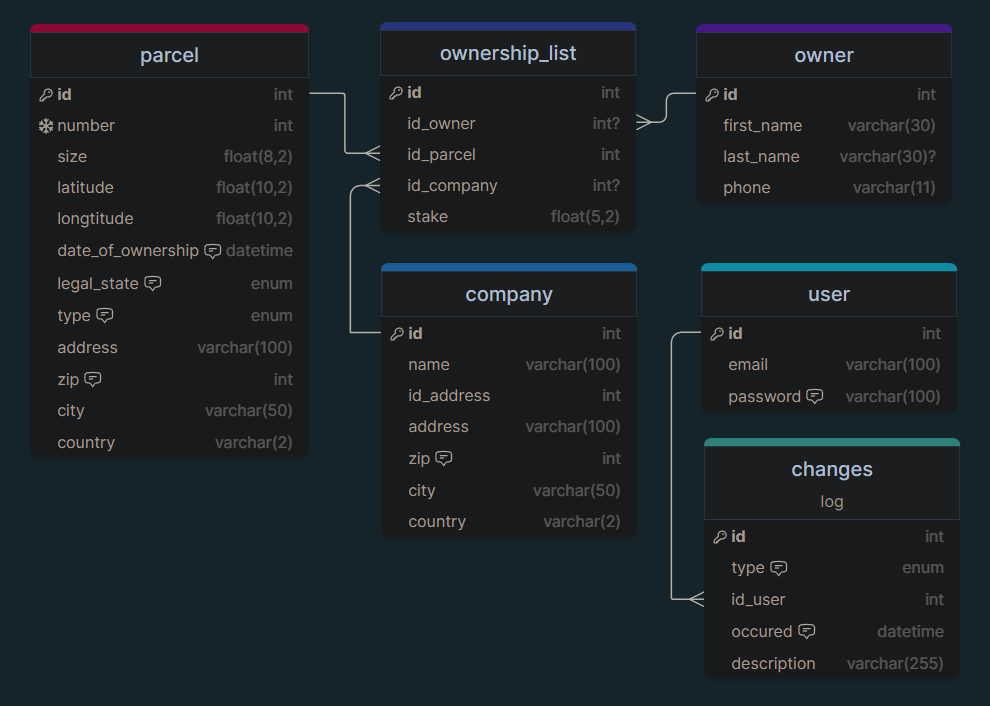 parcel
id int
number int
size float(8,2)
latitude float(10,2)
longtitude float(10,2)
date_of_ownership datetime
legal_state enum
type enum
address varchar(100)
zip int
city varchar(50)
country varchar(2)
ownership_list
id int
id_owner int?
id_parcel int
id_company int?
stake float(5,2)
owner
id int
first_name varchar(30)
last_name varchar(30)?
phone varchar(11)
company
id int
name varchar(100)
id_address int
address varchar(100)
zip int
city varchar(50)
country varchar(2)
user
id int
email varchar(100)
password varchar(100)
changes
log
id int
type enum
id_user int
occured datetime
description varchar(255)